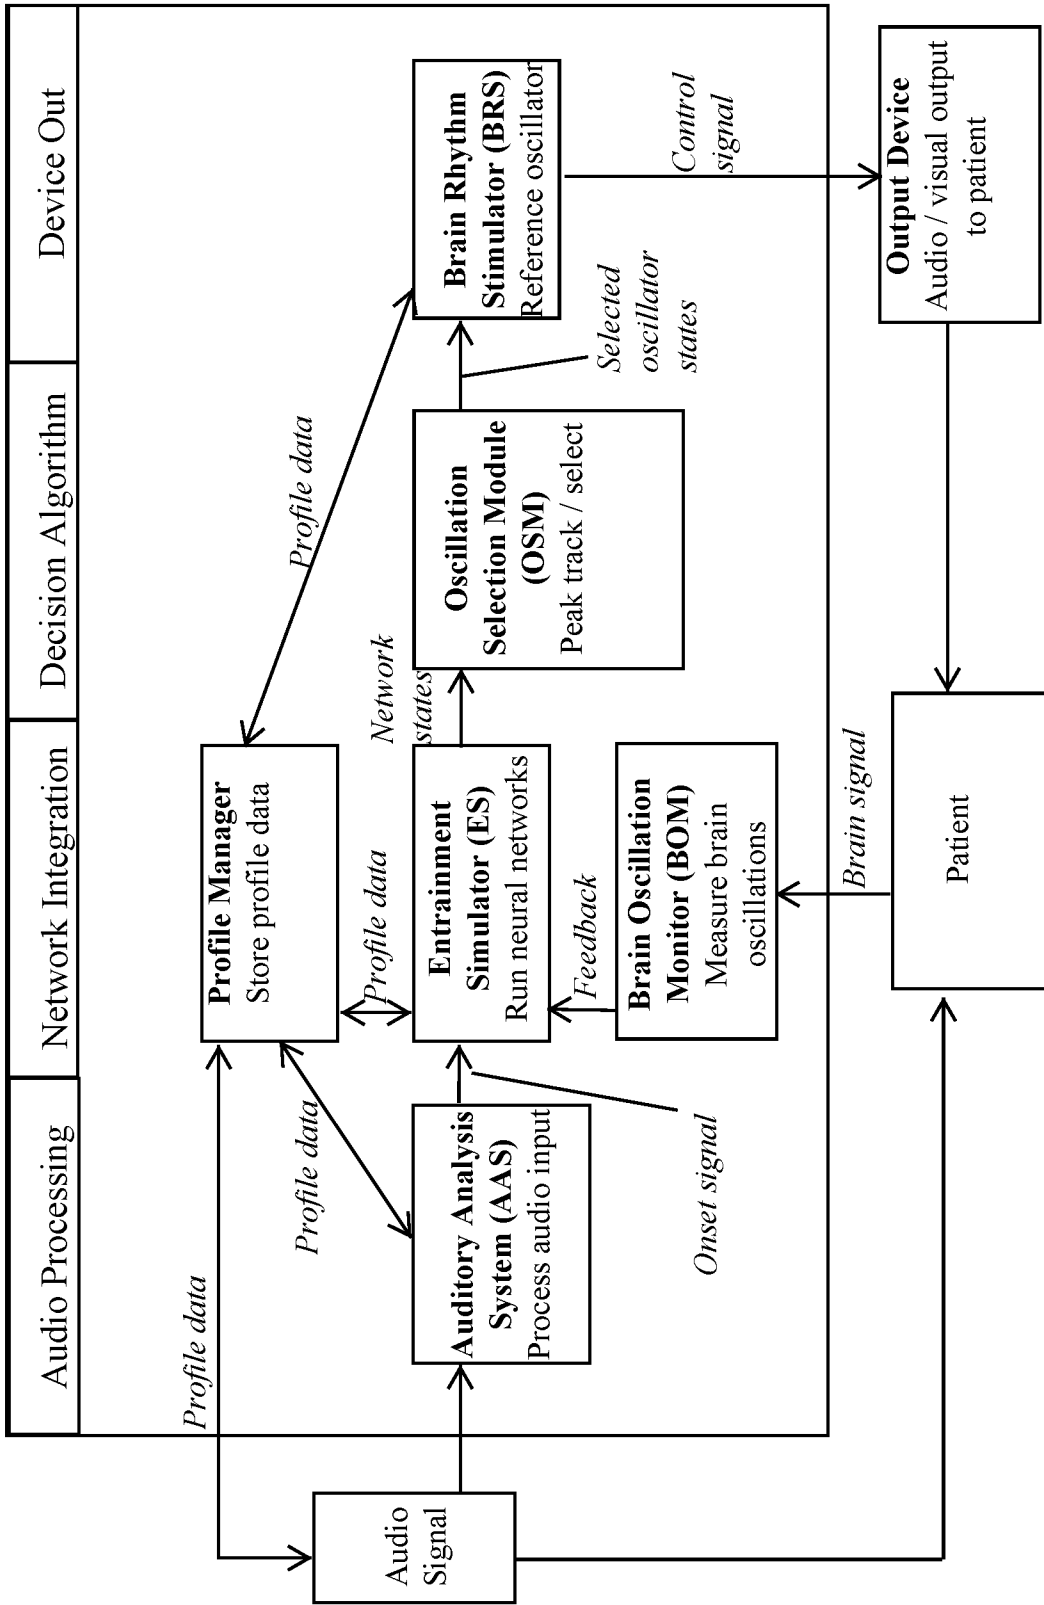 Audio Processing
Network Integration
Decision Algorithm
Device Out
Profile data
Profile Manager
Store profile data
Profile data
Profile data
Profile data
Audio
Signal
Auditory Analysis
System (AAS)
Process audio input
Onset signal
Entrainment
Simulator (ES)
Run neural networks
Network
states
Oscillation
Selection Module
(OSM)
Peak track / select
Selected
oscillator
states
Brain Rhythm
Stimulator (BRS)
Reference oscillator
Feedback
Brain Oscillation
Monitor (BOM)
Measure brain
oscillations
Control
signal
Brain signal
Patient
Output Device
Audio / visual output
to patient